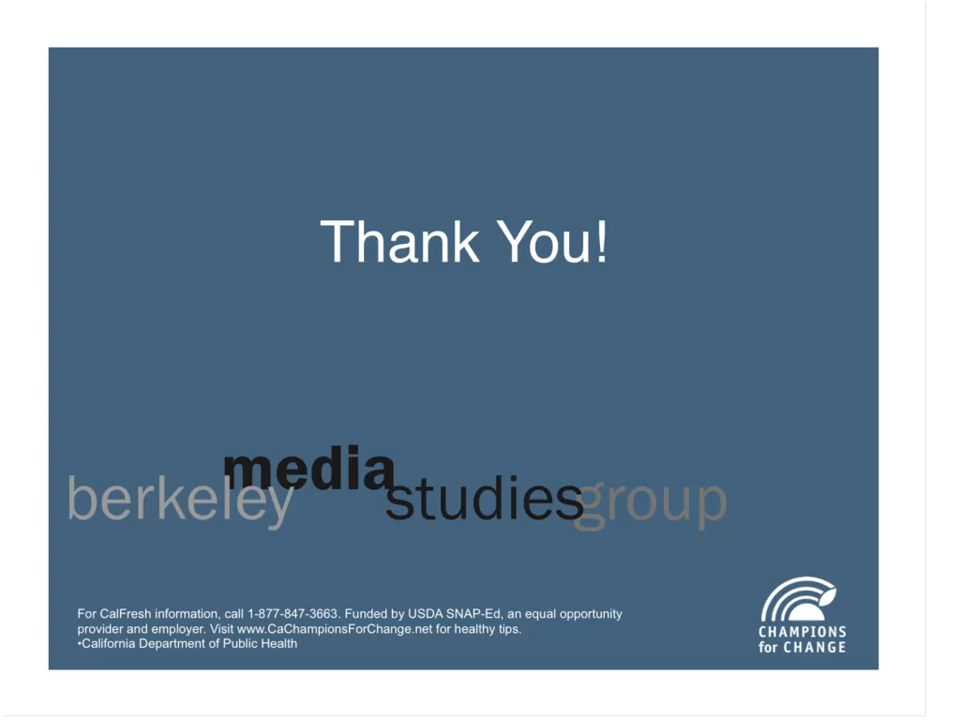 Thank You!
berkeley media studies group
For CalFresh information, call 1-877-847-3663. Funded by USDA SNAP-Ed, an equal opportunity
provider and employer. Visit www.CaChampionsForChange.net for healthy tips.
•California Department of Public Health
CHAMPIONS
for CHANGE